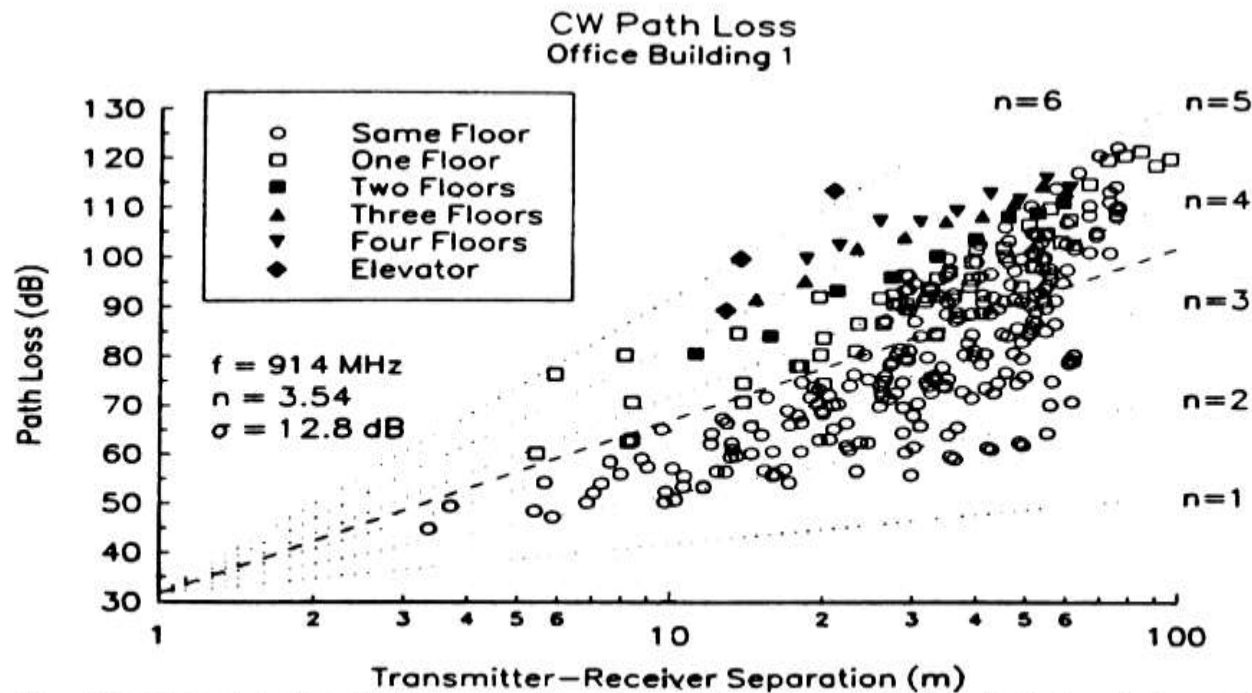 CW Path Loss
Office Building 1
130
120
110
100
90
80
70
60
50
40
30
Path Loss (dB)
Same Floor
One Floor
Two Floors
Three Floors
Four Floors
Elevator
f = 914 MHz
n = 3.54
σ = 12.8 dB
n=6
n=5
n=4
n=3
n=2
n=1
1 2 3 4 5 6 10 2 3 4 5 6 100
Transmitter–Receiver Separation (m)